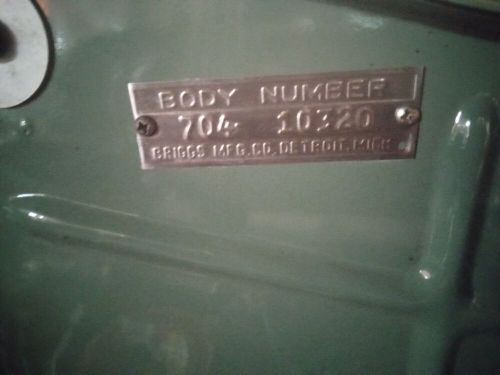 BODY NUMBER
704 10320
BRIGGS MFG. CO. DETROIT, MICH